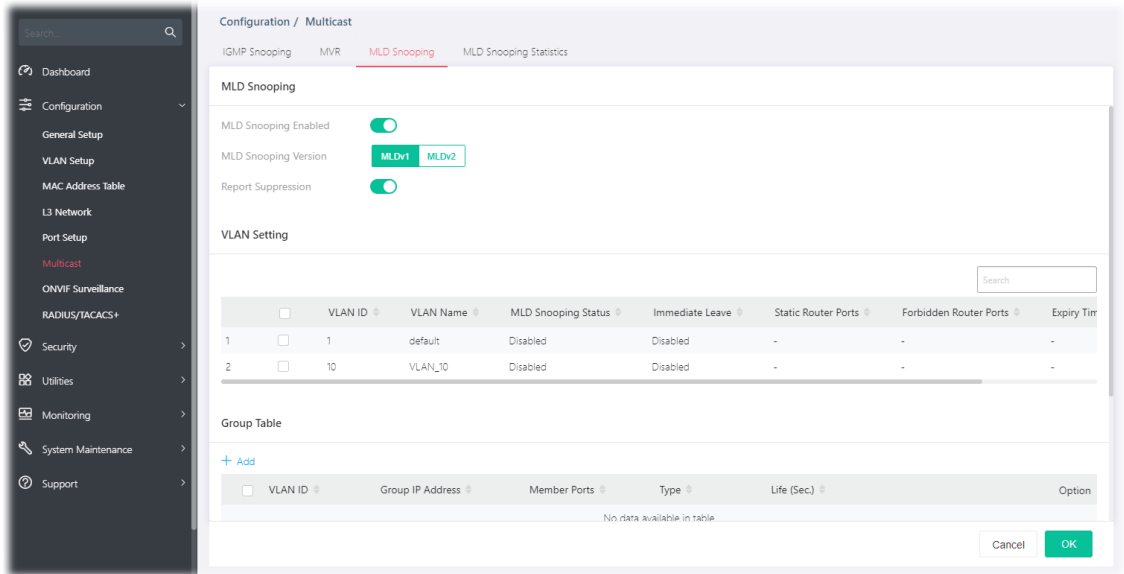 Search...
Dashboard
Configuration
General Setup
VLAN Setup
MAC Address Table
L3 Network
Port Setup
Multicast
ONVIF Surveillance
RADIUS/TACACS+
Security
Utilities
Monitoring
System Maintenance
Support
Configuration / Multicast
IGMP Snooping MVR MLD Snooping MLD Snooping Statistics
MLD Snooping
MLD Snooping Enabled
MLD Snooping Version MLDv1 MLDv2
Report Suppression
VLAN Setting
Search
VLAN ID VLAN Name MLD Snooping Status Immediate Leave Static Router Ports Forbidden Router Ports Expiry Tim
1 1 default Disabled Disabled - - -
2 10 VLAN_10 Disabled Disabled - - -
Group Table
+ Add
VLAN ID Group IP Address Member Ports Type Life (Sec.) Option
No data available in table
Cancel OK